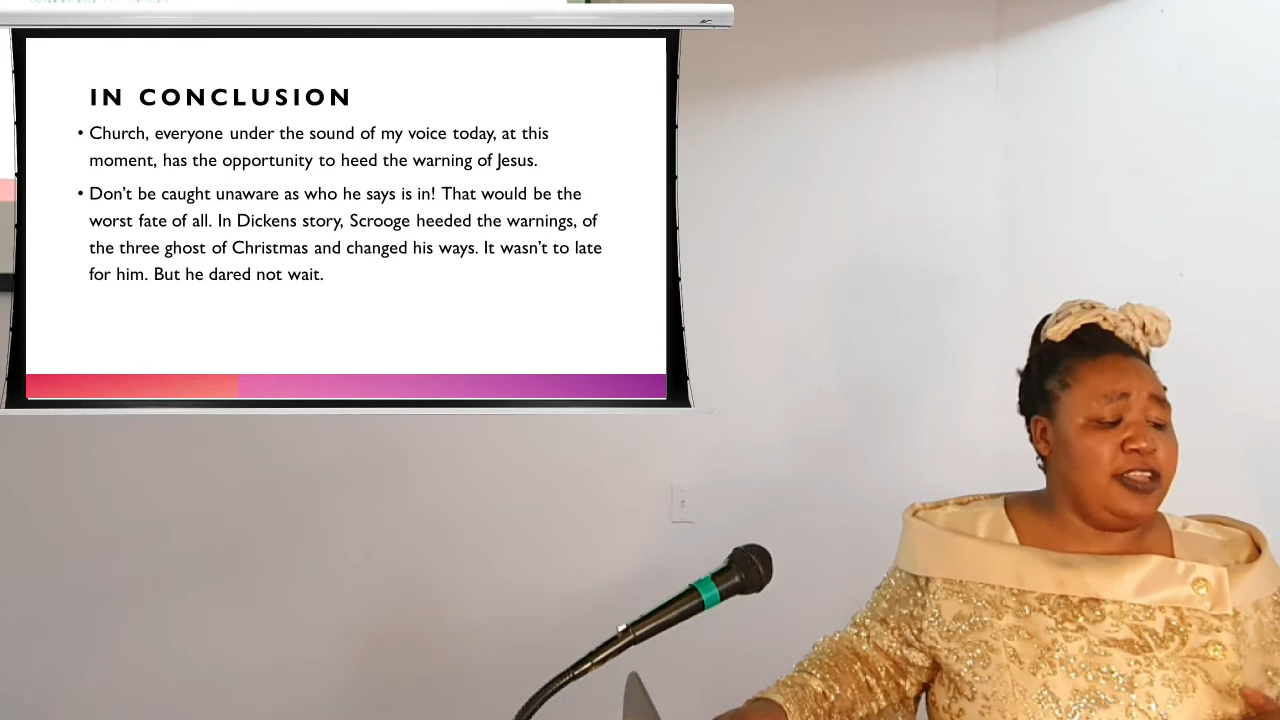 IN CONCLUSION
• Church, everyone under the sound of my voice today, at this
moment, has the opportunity to heed the warning of Jesus.
• Don’t be caught unaware as who he says is in! That would be the
worst fate of all. In Dickens story, Scrooge heeded the warnings, of
the three ghost of Christmas and changed his ways. It wasn’t to late
for him. But he dared not wait.